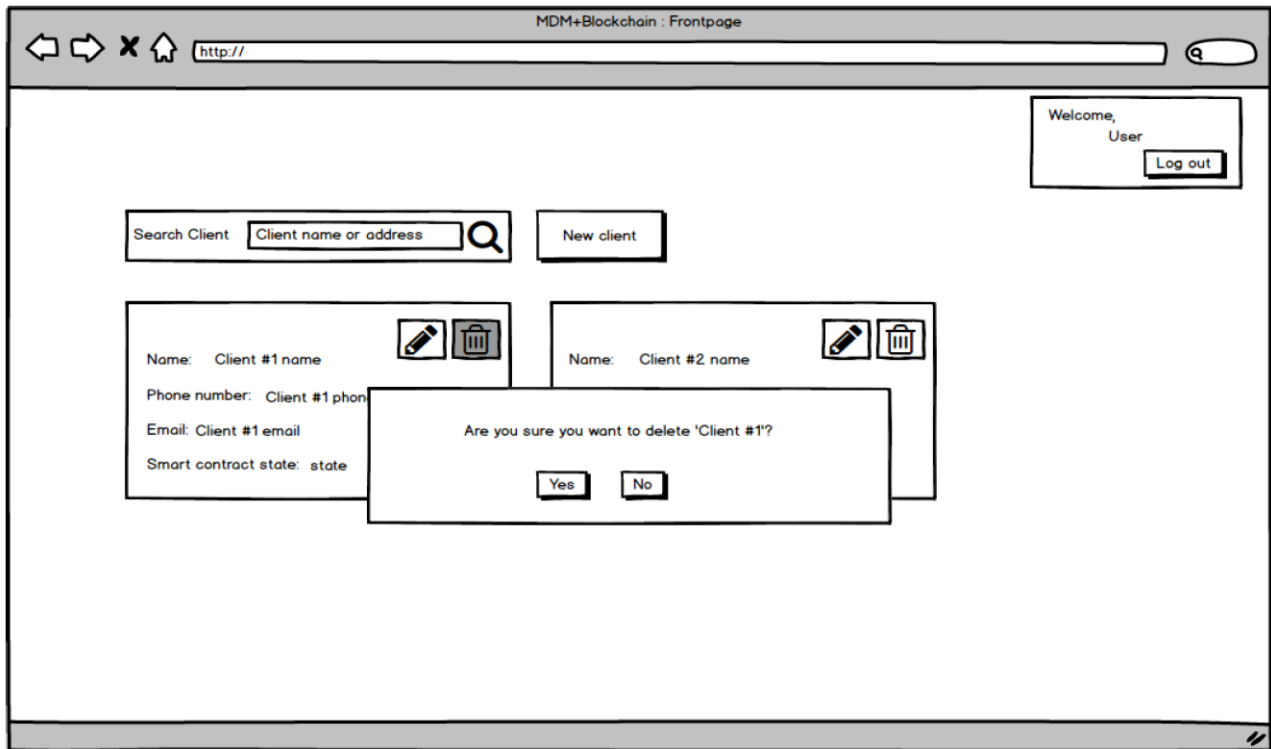 MDM+Blockchain : Frontpage
http://
Welcome,
User
Log out
Search Client Client name or address
New client
Name: Client #1 name
Phone number: Client #1 phon
Email: Client #1 email
Smart contract state: state
Name: Client #2 name
Are you sure you want to delete 'Client #1'?
Yes No